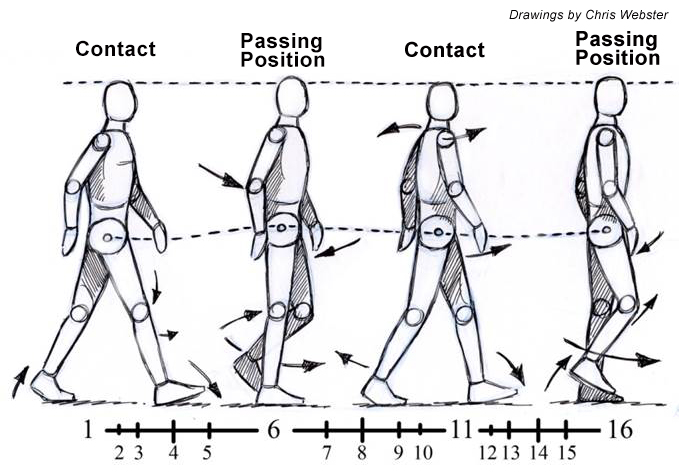 Drawings by Chris Webster
Contact
Passing
Position
Contact
Passing
Position
1 2 3 4 5 6 7 8 9 10 11 12 13 14 15 16